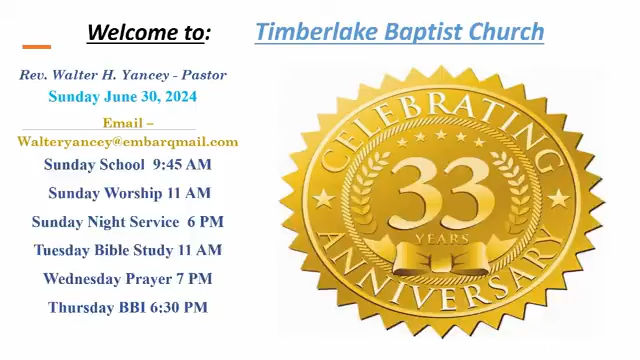 Welcome to: Timberlake Baptist Church
Rev. Walter H. Yancey - Pastor
Sunday June 30, 2024
Email –
Walteryancey@embarqmail.com
Sunday School 9:45 AM
Sunday Worship 11 AM
Sunday Night Service 6 PM
Tuesday Bible Study 11 AM
Wednesday Prayer 7 PM
Thursday BBI 6:30 PM
CELEBRATING
33
YEARS
ANNIVERSARY